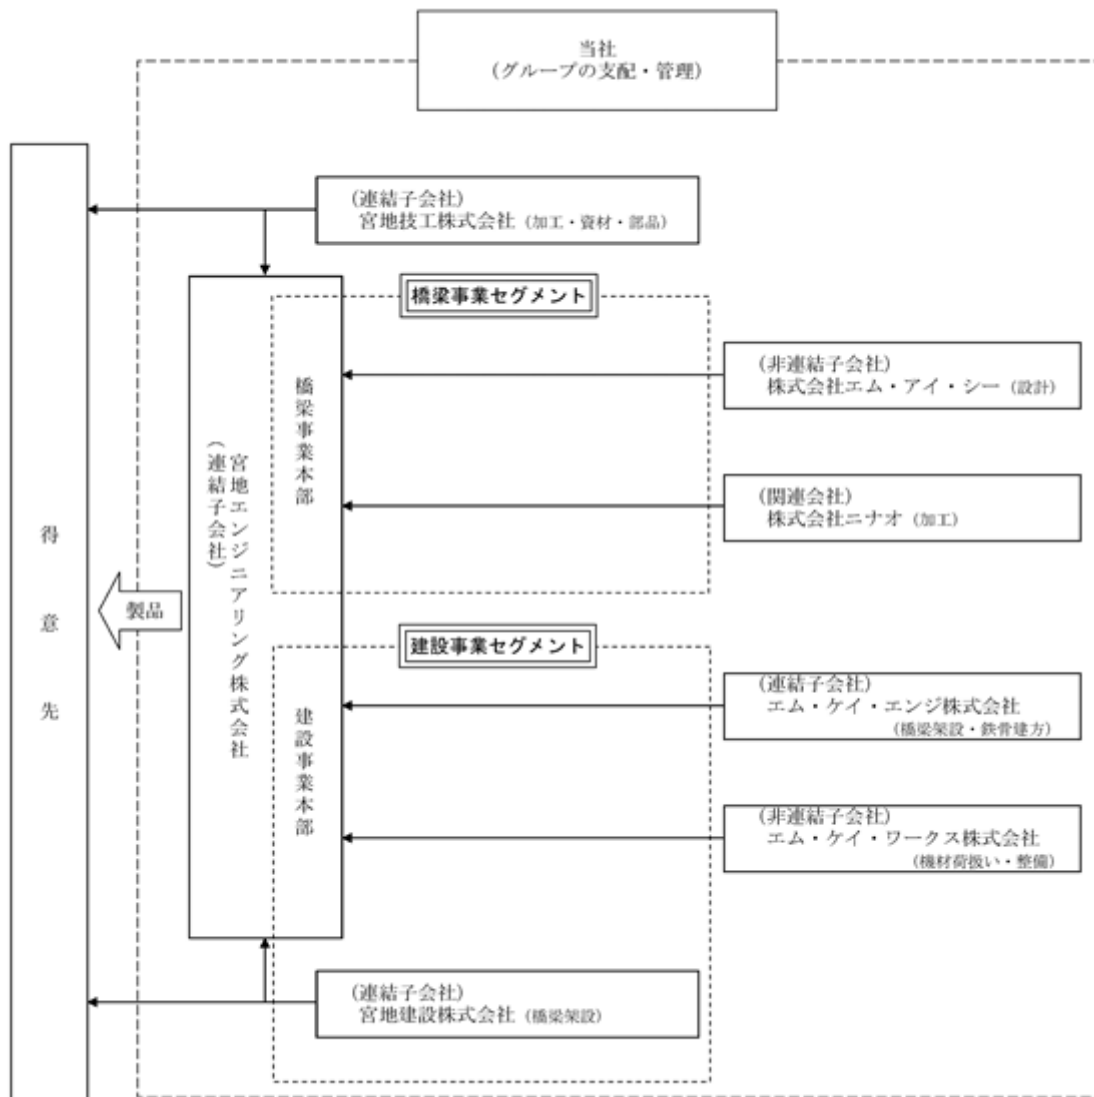 当社
(グループの支配・管理)
(連結子会社)
宮地技工株式会社 (加工・資材・部品)
橋梁事業セグメント
(非連結子会社)
株式会社エム・アイ・シー (設計)
橋梁事業本部
(関連会社)
株式会社ニナオ (加工)
宮地エンジニアリング株式会社
(連結子会社)
得意先
製品
建設事業セグメント
(連結子会社)
エム・ケイ・エンジ株式会社
(橋梁架設・鉄骨建方)
建設事業本部
(非連結子会社)
エム・ケイ・ワークス株式会社
(機材荷扱い・整備)
(連結子会社)
宮地建設株式会社 (橋梁架設)